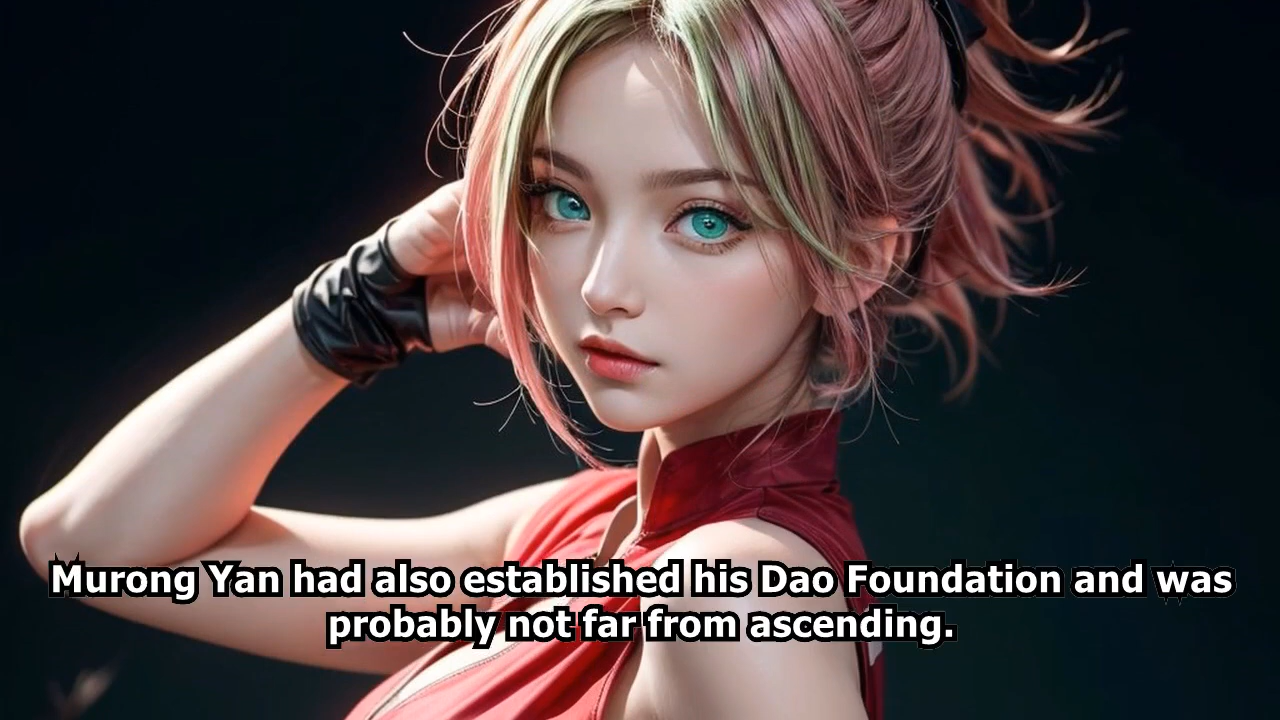 Murong Yan had also established his Dao Foundation and was
probably not far from ascending.